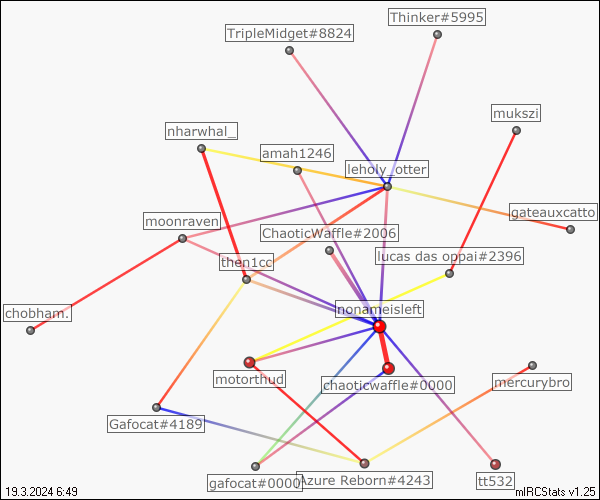 Thinker#5995
TripleMidget#8824
mukszi
nharwhal_
amah1246
leholy_otter
gateauxcatto
moonraven
ChaoticWaffle#2006
lucas das oppai#2396
then1cc
chobham.
nonameisleft
motorthud
chaoticwaffle#0000
mercurybro
Gafocat#4189
gafocat#0000
Azure Reborn#4243
tt532
19.3.2024 6:49
mIRCStats v1.25